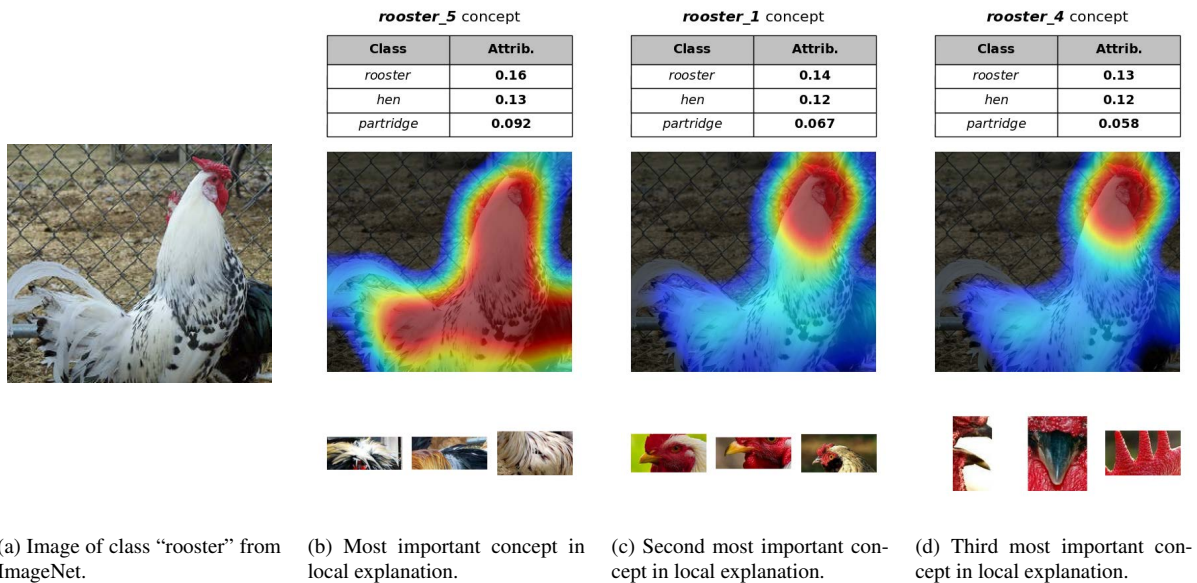 rooster_5 concept
Class Attrib.
rooster 0.16
hen 0.13
partridge 0.092
rooster_1 concept
Class Attrib.
rooster 0.14
hen 0.12
partridge 0.067
rooster_4 concept
Class Attrib.
rooster 0.13
hen 0.12
partridge 0.058
a) Image of class “rooster” from
ImageNet.
(b) Most important concept in
local explanation.
(c) Second most important con-
cept in local explanation.
(d) Third most important con-
cept in local explanation.